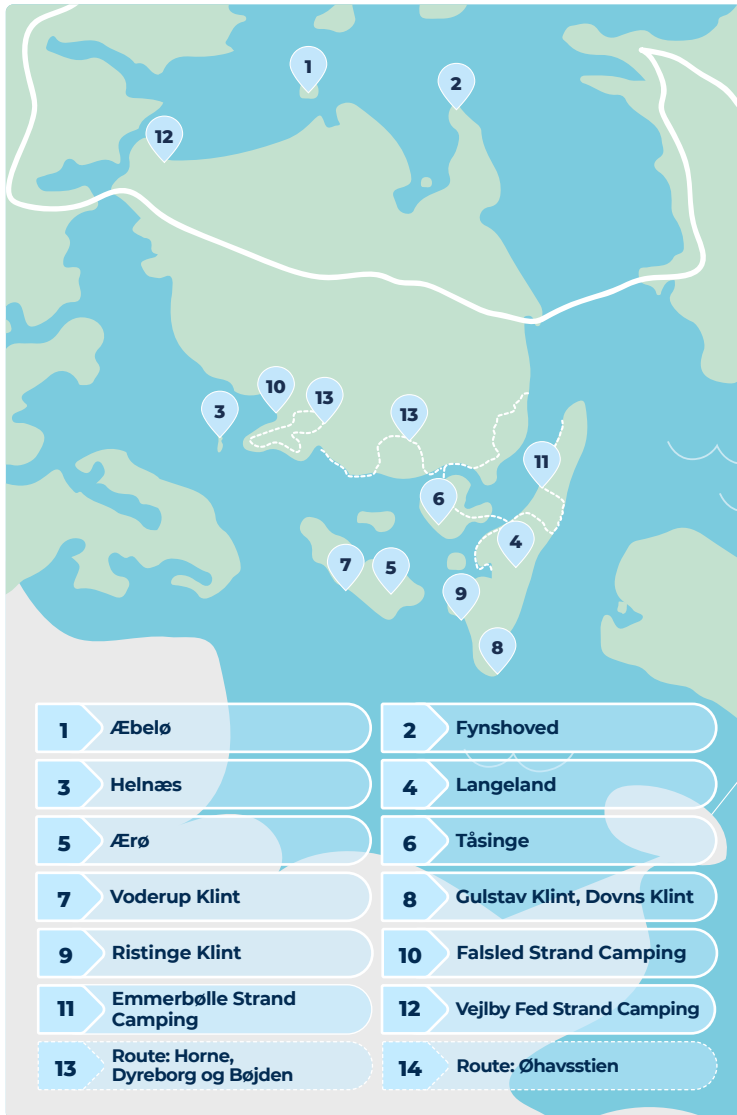 1
2
12
10
13
3
13
11
6
4
7
5
9
8
1 Æbelø
2 Fynshoved
3 Helnæs
4 Langeland
5 Ærø
6 Tåsinge
7 Voderup Klint
8 Gulstav Klint, Dovns Klint
9 Ristinge Klint
10 Falsled Strand Camping
11 Emmerbølle Strand
Camping
12 Vejlby Fed Strand Camping
13 Route: Horne,
Dyreborg og Bøjden
14 Route: Øhavsstien